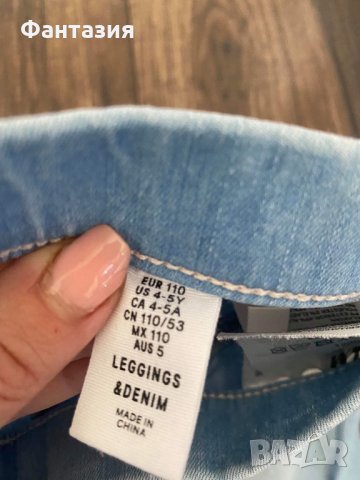 Фантазия
EUR 110
US 4-5Y
CA 4-5A
CN 110/53
MX 110
AUS 5
LEGGINGS
&DENIM
MADE IN
CHINA
BAZAR